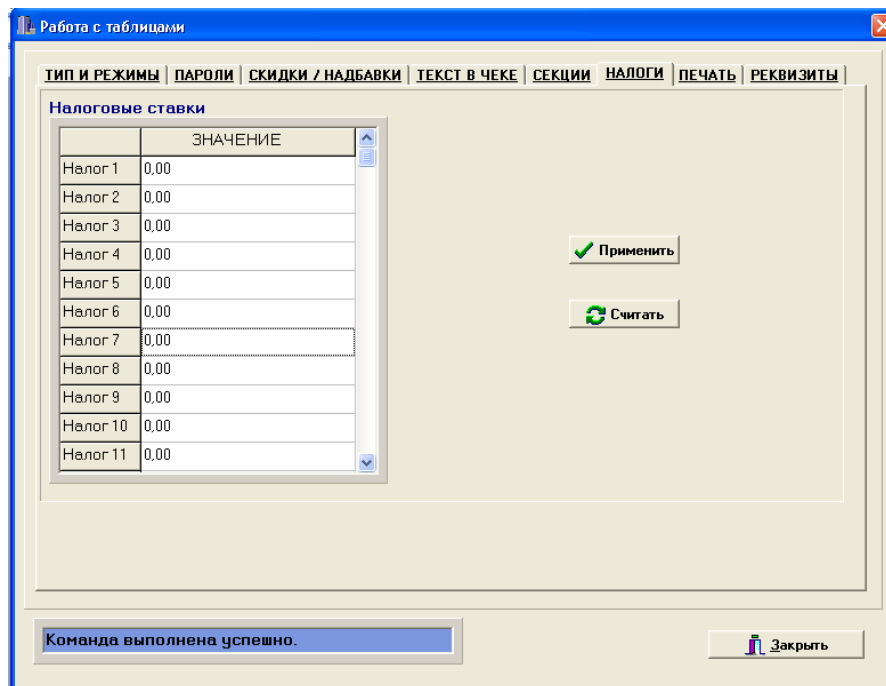 Работа с таблицами
ТИП И РЕЖИМЫ ПАРОЛИ СКИДКИ / НАДБАВКИ ТЕКСТ В ЧЕКЕ СЕКЦИИ НАЛОГИ ПЕЧАТЬ РЕКВИЗИТЫ
Налоговые ставки
ЗНАЧЕНИЕ
Налог 1 0,00
Налог 2 0,00
Налог 3 0,00
Налог 4 0,00
Налог 5 0,00
Налог 6 0,00
Налог 7 0,00
Налог 8 0,00
Налог 9 0,00
Налог 10 0,00
Налог 11 0,00
Применить
Считать
Команда выполнена успешно.
Закрыть